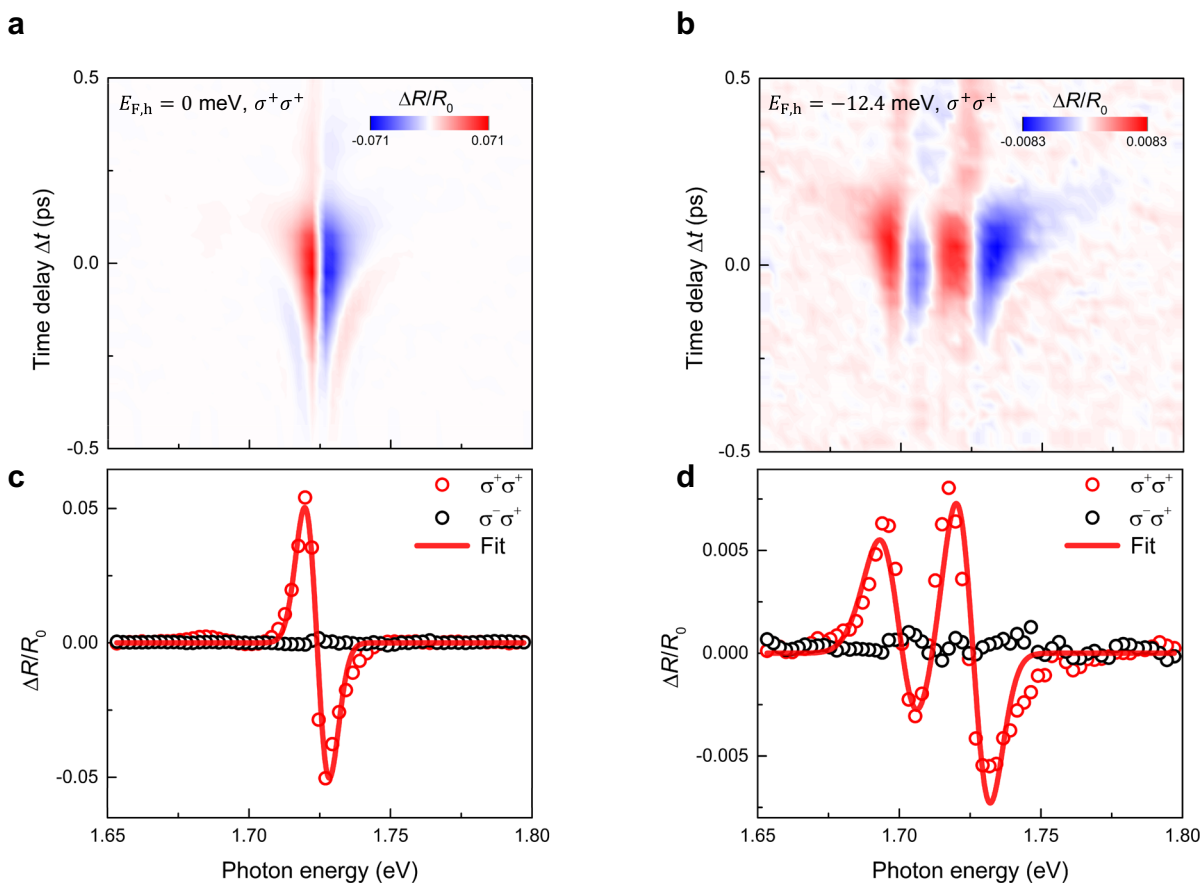 a
b
0.5
0.0
-0.5
Time delay Δt (ps)
E_F,h = 0 meV, σ⁺σ⁺
ΔR/R₀
-0.071 0.071
0.5
0.0
-0.5
Time delay Δt (ps)
E_F,h = −12.4 meV, σ⁺σ⁺
ΔR/R₀
-0.0083 0.0083
c
0.05
0.00
-0.05
ΔR/R₀
σ⁺σ⁺
σ⁻σ⁺
Fit
1.65 1.70 1.75 1.80
Photon energy (eV)
d
0.005
0.000
-0.005
ΔR/R₀
σ⁺σ⁺
σ⁻σ⁺
Fit
1.65 1.70 1.75 1.80
Photon energy (eV)